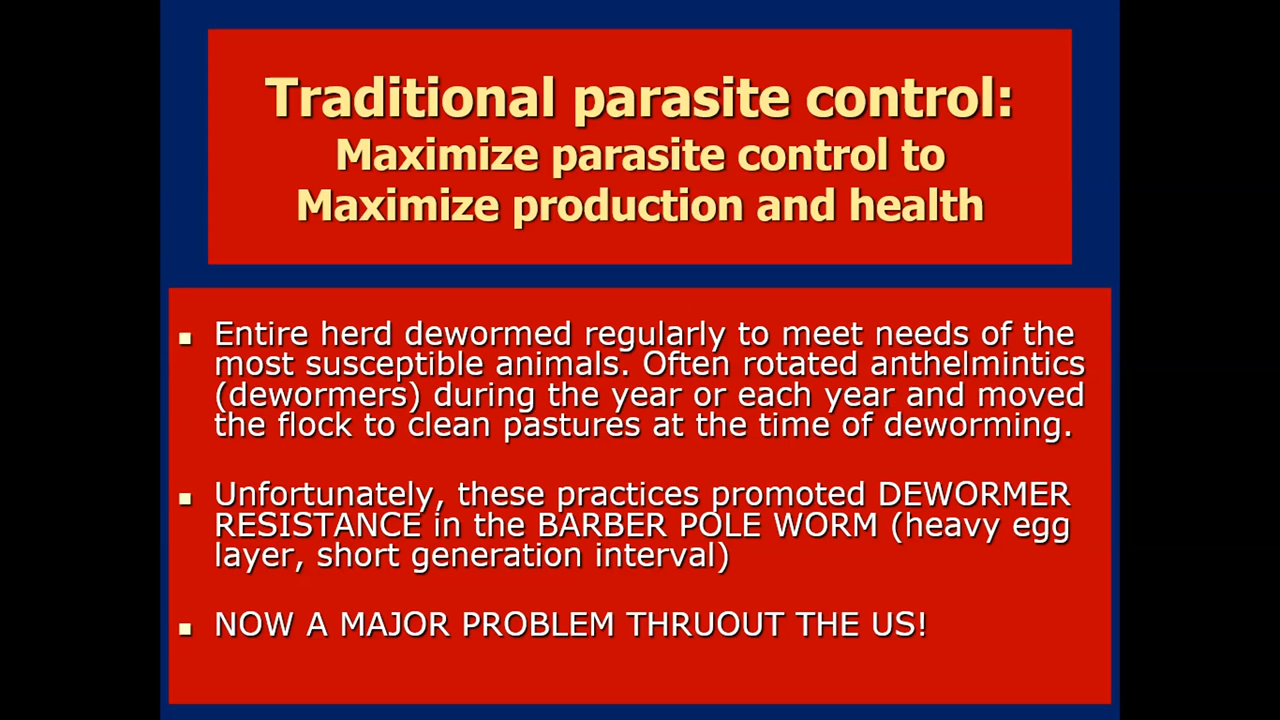 Traditional parasite control:
Maximize parasite control to
Maximize production and health
Entire herd dewormed regularly to meet needs of the
most susceptible animals. Often rotated anthelmintics
(dewormers) during the year or each year and moved
the flock to clean pastures at the time of deworming.
Unfortunately, these practices promoted DEWORMER
RESISTANCE in the BARBER POLE WORM (heavy egg
layer, short generation interval)
NOW A MAJOR PROBLEM THRUOUT THE US!